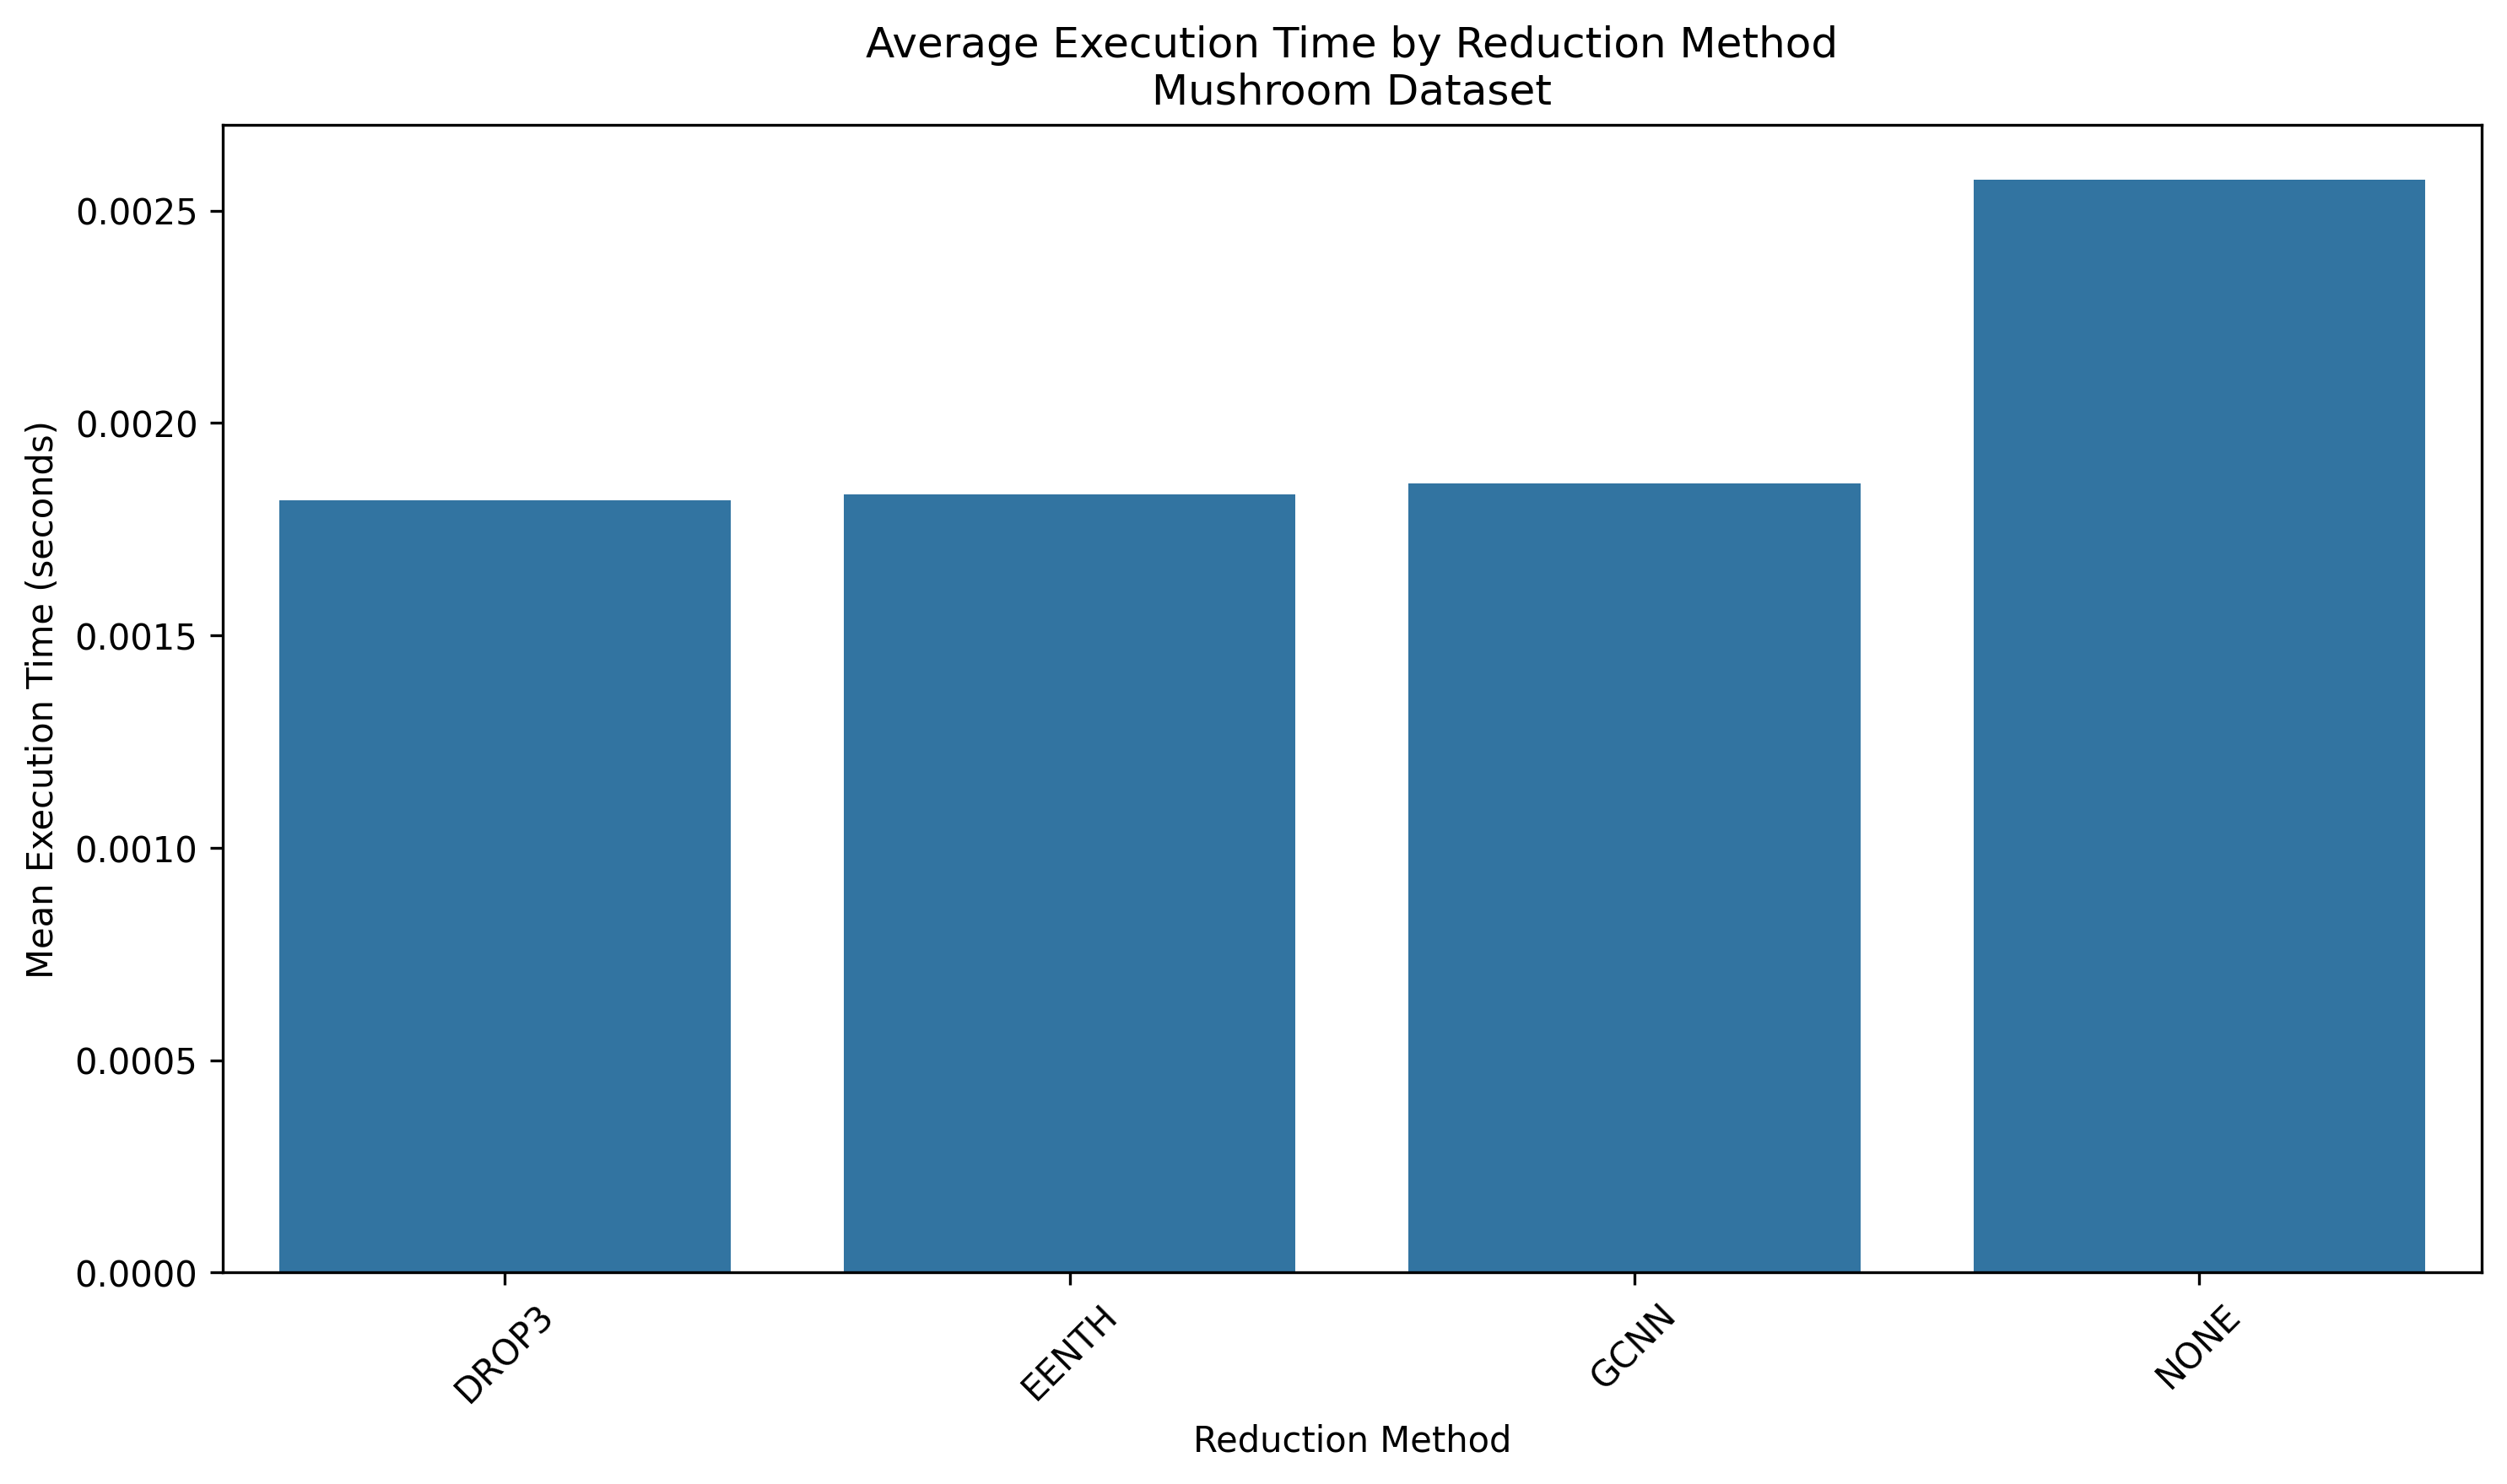 Average Execution Time by Reduction Method
Mushroom Dataset
Mean Execution Time (seconds)
0.0025
0.0020
0.0015
0.0010
0.0005
0.0000
DROP3
EENTH
GCNN
NONE
Reduction Method